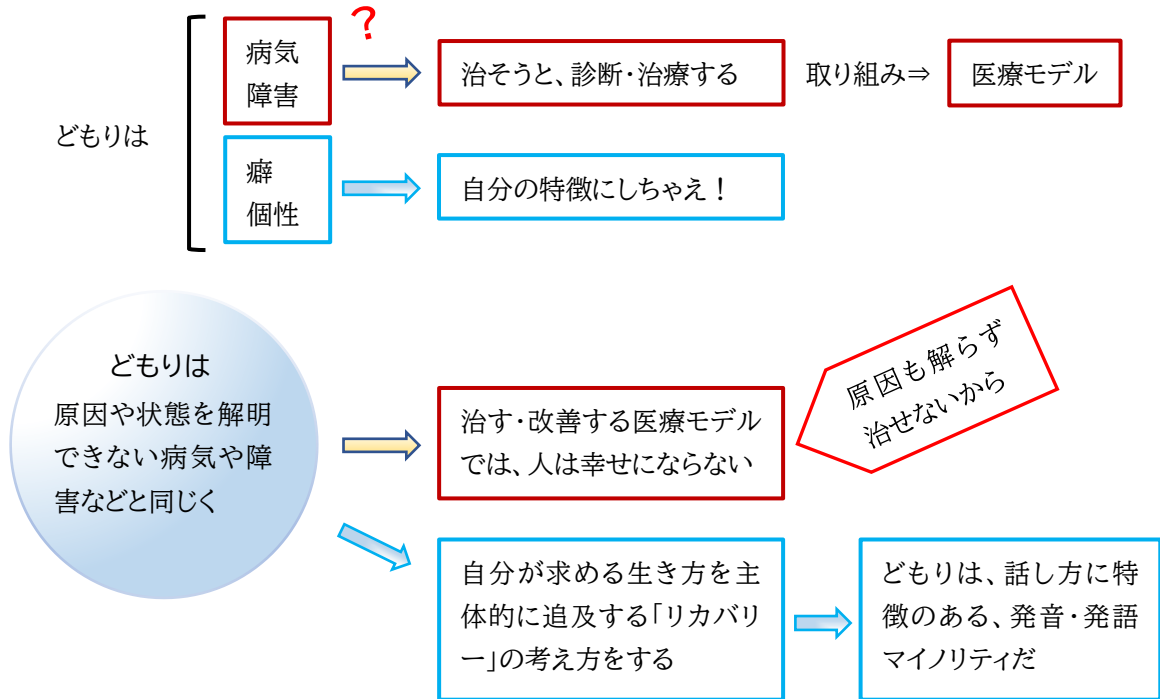 ?
どもりは
病気
障害
治そうと、診断・治療する
取り組み⇒
医療モデル
癖
個性
自分の特徴にしちゃえ！
どもりは
原因や状態を解明
できない病気や障
害などと同じく
治す・改善する医療モデル
では、人は幸せにならない
原因も解らず
治せないから
自分が求める生き方を主
体的に追及する「リカバリ
ー」の考え方をする
どもりは、話し方に特
徴のある、発音・発語
マイノリティだ